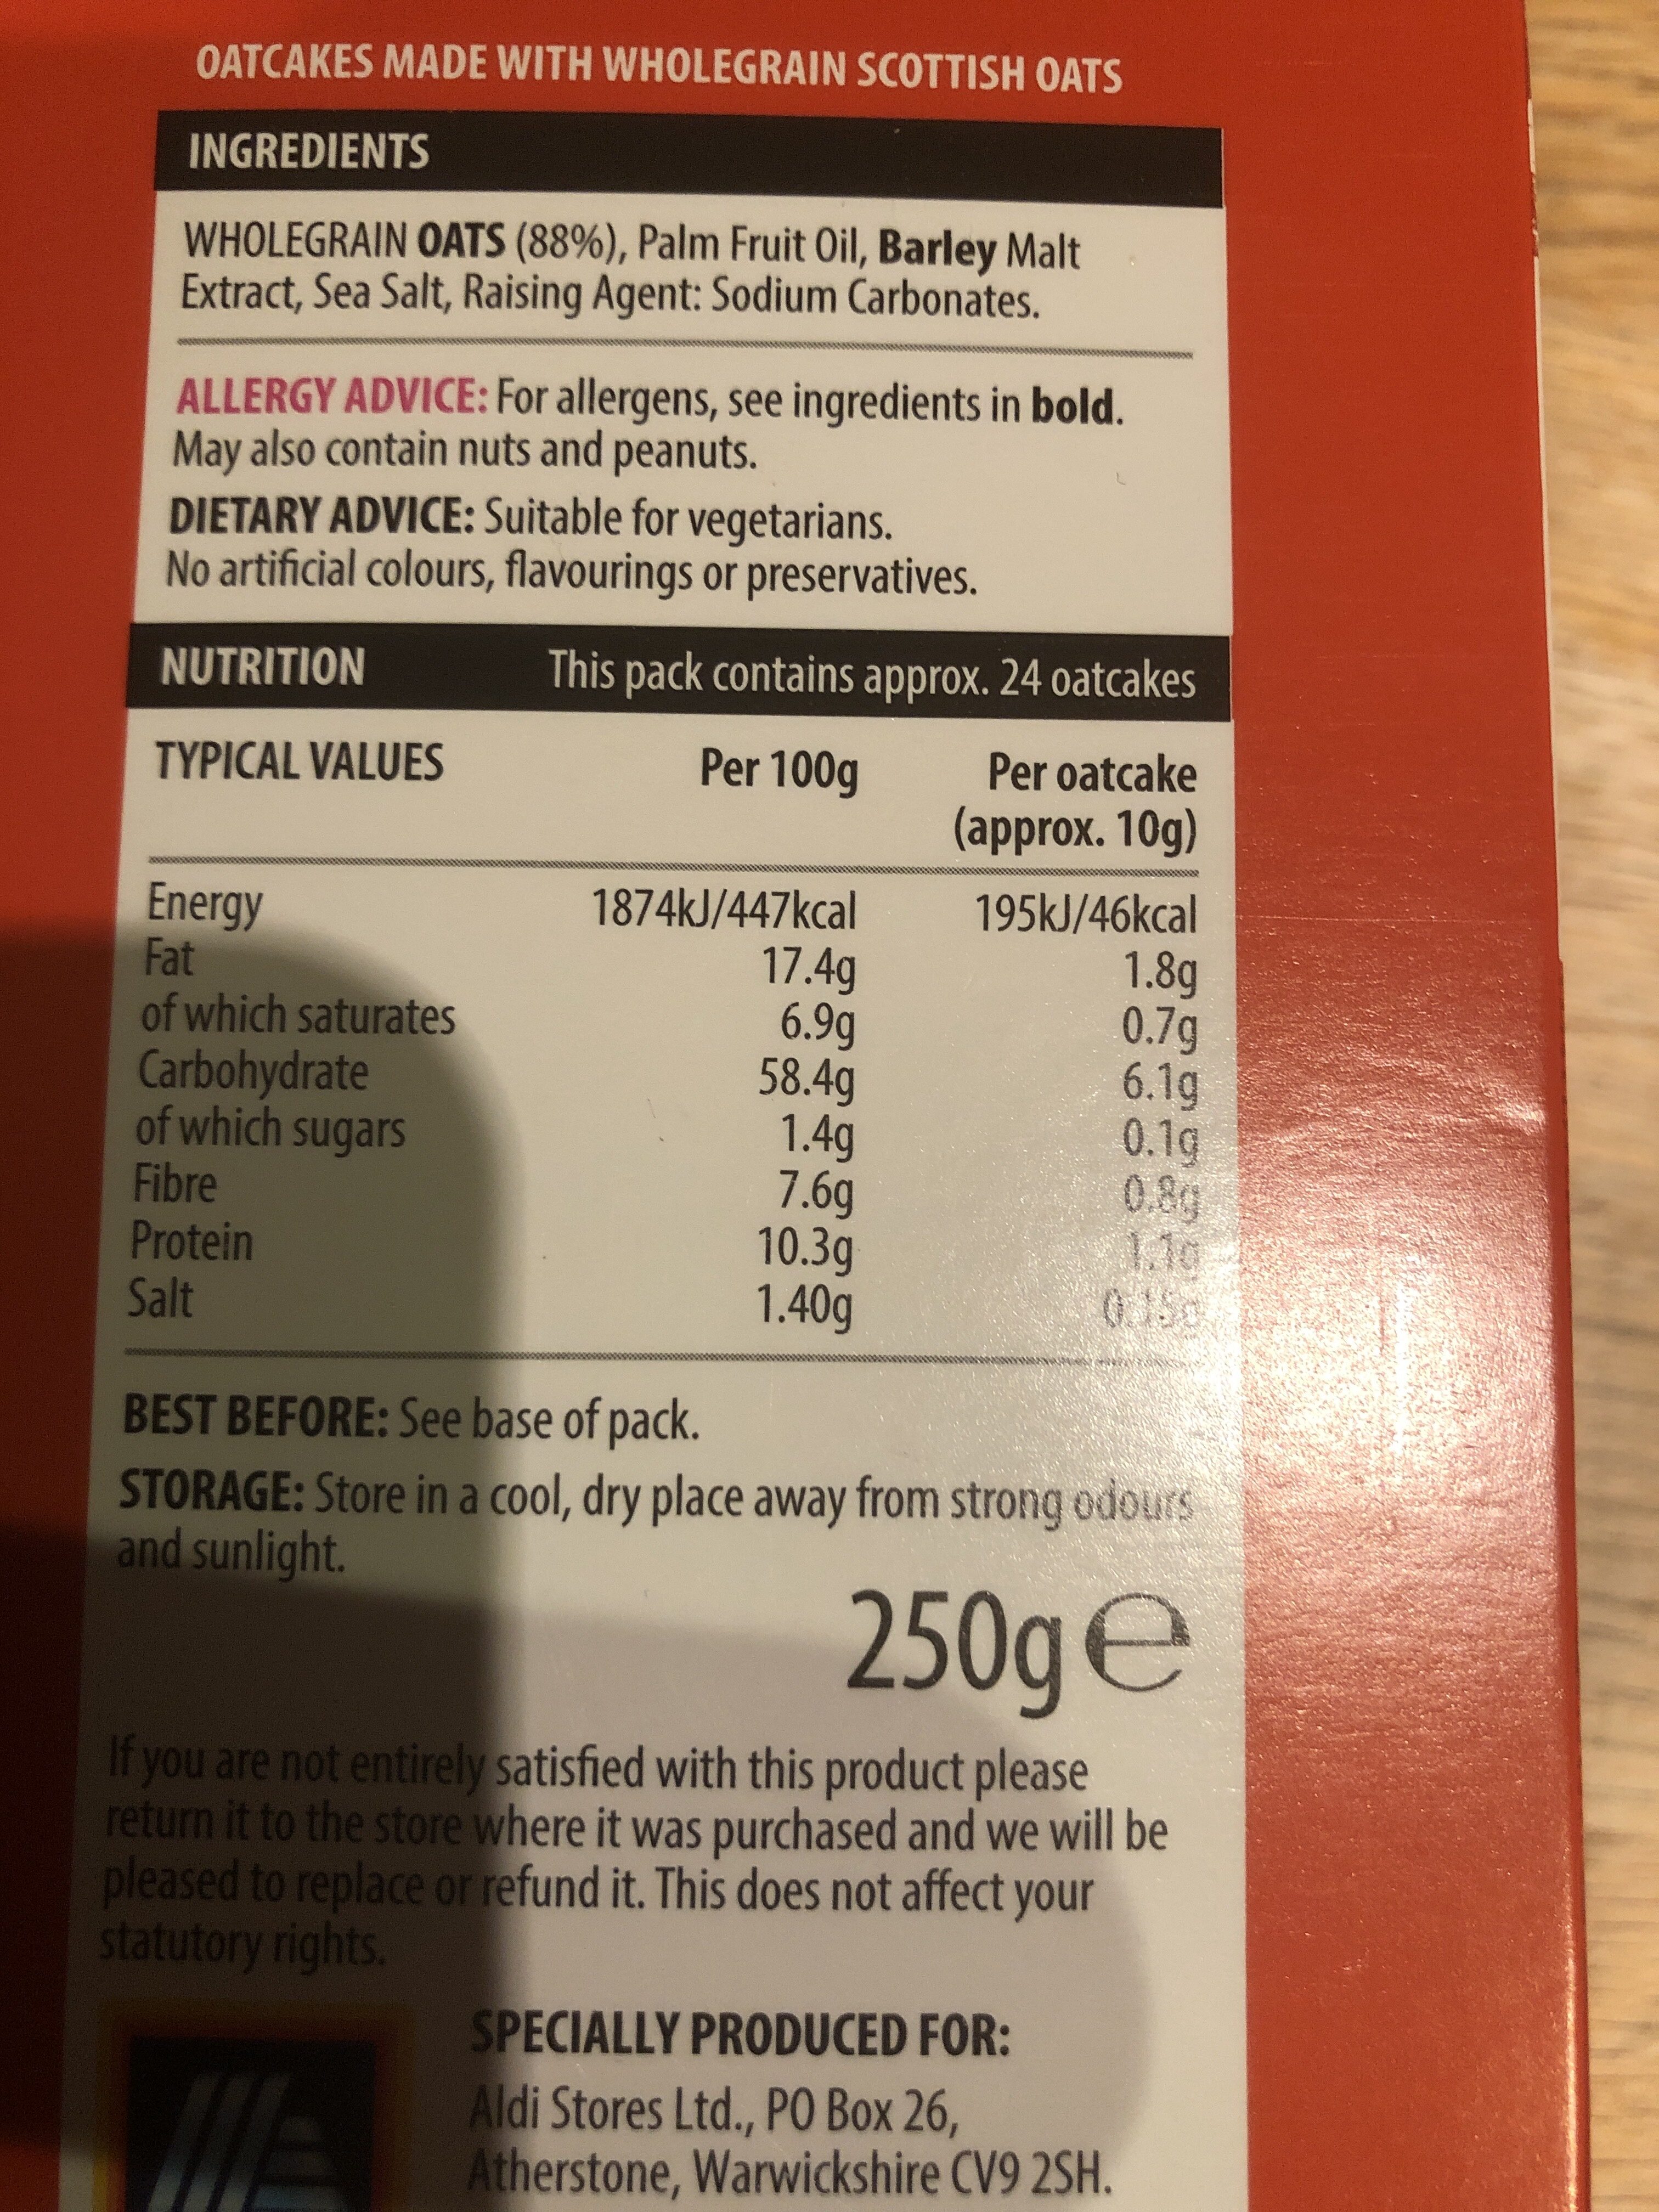 OATCAKES MADE WITH WHOLEGRAIN SCOTTISH OATS
INGREDIENTS
WHOLEGRAIN OATS (88%), Palm Fruit Oil, Barley Malt
Extract, Sea Salt, Raising Agent: Sodium Carbonates.
ALLERGY ADVICE: For allergens, see ingredients in bold.
May also contain nuts and peanuts.
DIETARY ADVICE: Suitable for vegetarians.
No artificial colours, flavourings or preservatives.
NUTRITION This pack contains approx. 24 oatcakes
TYPICAL VALUES Per 100g Per oatcake
(approx. 10g)
Energy 1874kJ/447kcal 195kJ/46kcal
Fat 17.4g 1.8g
of which saturates 6.9g 0.7g
Carbohydrate 58.4g 6.1g
of which sugars 1.4g 0.1g
Fibre 7.6g 0.8g
Protein 10.3g 1.1g
Salt 1.40g 0.15g
BEST BEFORE: See base of pack.
STORAGE: Store in a cool, dry place away from strong odours
and sunlight.
250g e
If you are not entirely satisfied with this product please
return it to the store where it was purchased and we will be
pleased to replace or refund it. This does not affect your
statutory rights.
SPECIALLY PRODUCED FOR:
Aldi Stores Ltd., PO Box 26,
Atherstone, Warwickshire CV9 2SH.